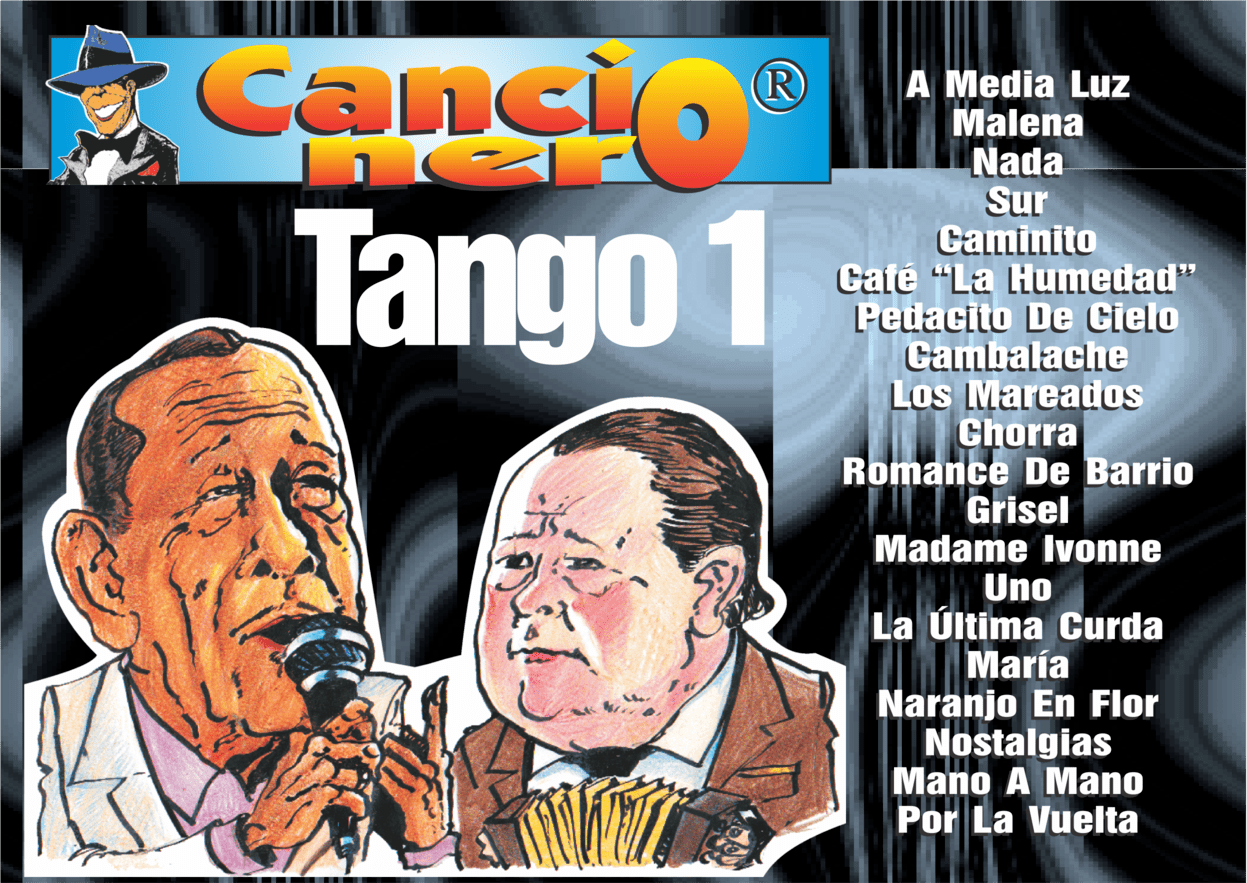 Cancio
nero
®
Tango 1
A Media Luz
Malena
Nada
Sur
Caminito
Café “La Humedad”
Pedacito De Cielo
Cambalache
Los Mareados
Chorra
Romance De Barrio
Grisel
Madame Ivonne
Uno
La Última Curda
María
Naranjo En Flor
Nostalgias
Mano A Mano
Por La Vuelta